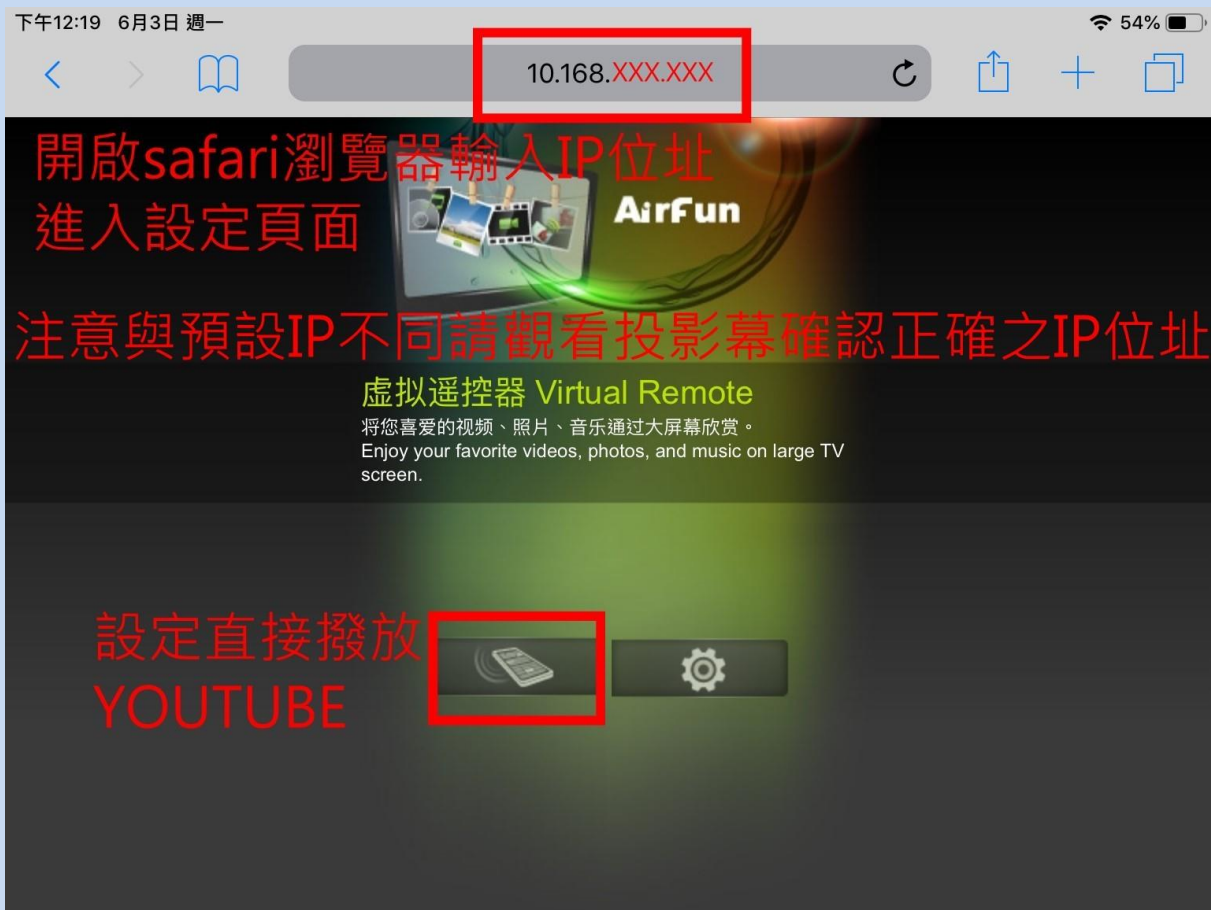 下午12:19 6月3日 週一
54%
10.168.XXX.XXX
開啟safari瀏覽器輸入IP位址
進入設定頁面
AirFun
注意與預設IP不同請觀看投影幕確認正確之IP位址
虚拟遥控器 Virtual Remote
将您喜爱的视频、照片、音乐通过大屏幕欣赏。
Enjoy your favorite videos, photos, and music on large TV
screen.
設定直接撥放
YOUTUBE